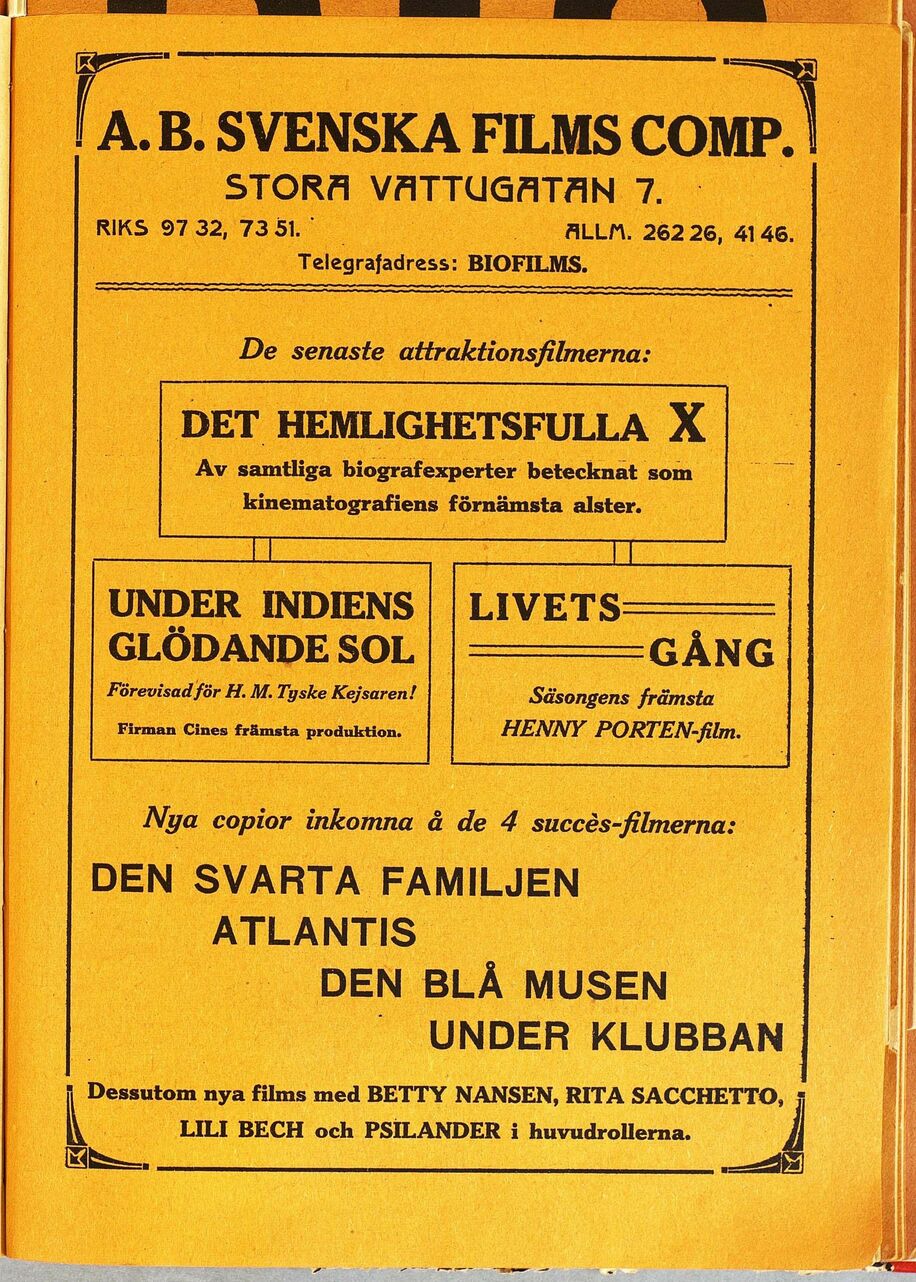 A. B. SVENSKA FILMS COMP.
STORA VATTUGATAN 7.
RIKS 97 32, 73 51. ALLM. 262 26, 41 46.
Telegrafadress: BIOFILMS.
De senaste attraktionsfilmerna:
DET HEMLIGHETSFULLA X
Av samtliga biografexperter betecknat som
kinematografiens förnämsta alster.
UNDER INDIENS
GLÖDANDE SOL
Förevisad för H. M. Tyske Kejsaren!
Firman Cines främsta produktion.
LIVETS
GÅNG
Säsongens främsta
HENNY PORTEN-film.
Nya copior inkomna å de 4 succès-filmerna:
DEN SVARTA FAMILJEN
ATLANTIS
DEN BLÅ MUSEN
UNDER KLUBBAN
Dessutom nya films med BETTY NANSEN, RITA SACCHETTO,
LILI BECH och PSILANDER i huvudrollerna.